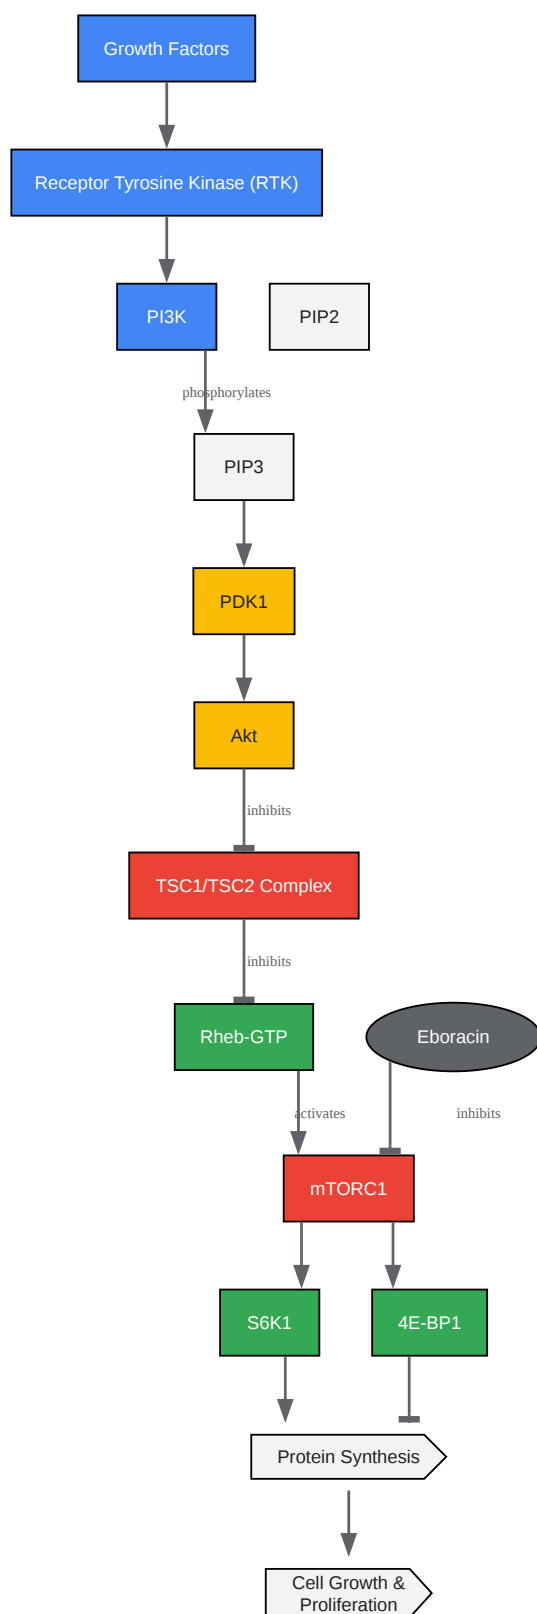 Growth Factors
Receptor Tyrosine Kinase (RTK)
PI3K
PIP2
phosphorylates
PIP3
PDK1
Akt
inhibits
TSC1/TSC2 Complex
inhibits
Rheb-GTP
Eboracin
activates
inhibits
mTORC1
S6K1
4E-BP1
Protein Synthesis
Cell Growth &
Proliferation